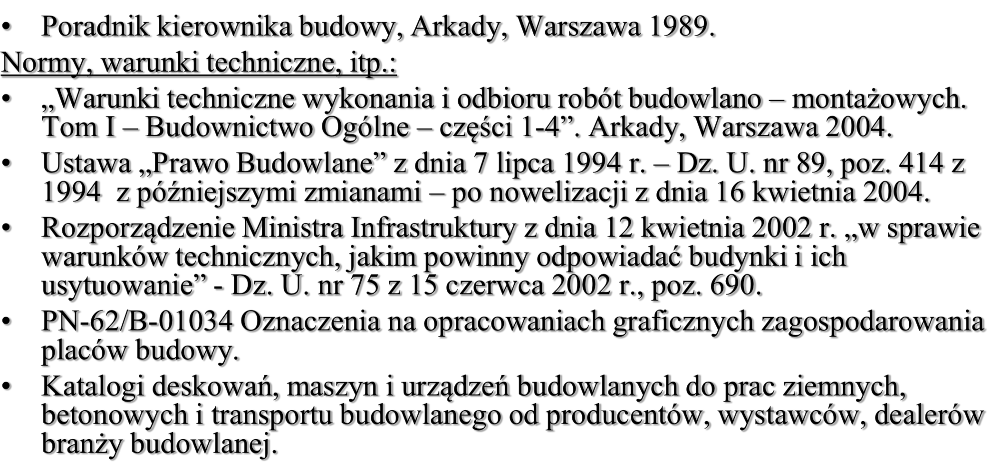 • Poradnik kierownika budowy, Arkady, Warszawa 1989.
Normy, warunki techniczne, itp.:
• „Warunki techniczne wykonania i odbioru robót budowlano – montażowych.
Tom I – Budownictwo Ogólne – części 1-4”. Arkady, Warszawa 2004.
• Ustawa „Prawo Budowlane” z dnia 7 lipca 1994 r. – Dz. U. nr 89, poz. 414 z
1994  z późniejszymi zmianami – po nowelizacji z dnia 16 kwietnia 2004.
• Rozporządzenie Ministra Infrastruktury z dnia 12 kwietnia 2002 r. „w sprawie
warunków technicznych, jakim powinny odpowiadać budynki i ich
usytuowanie” - Dz. U. nr 75 z 15 czerwca 2002 r., poz. 690.
• PN-62/B-01034 Oznaczenia na opracowaniach graficznych zagospodarowania
placów budowy.
• Katalogi deskowań, maszyn i urządzeń budowlanych do prac ziemnych,
betonowych i transportu budowlanego od producentów, wystawców, dealerów
branży budowlanej.